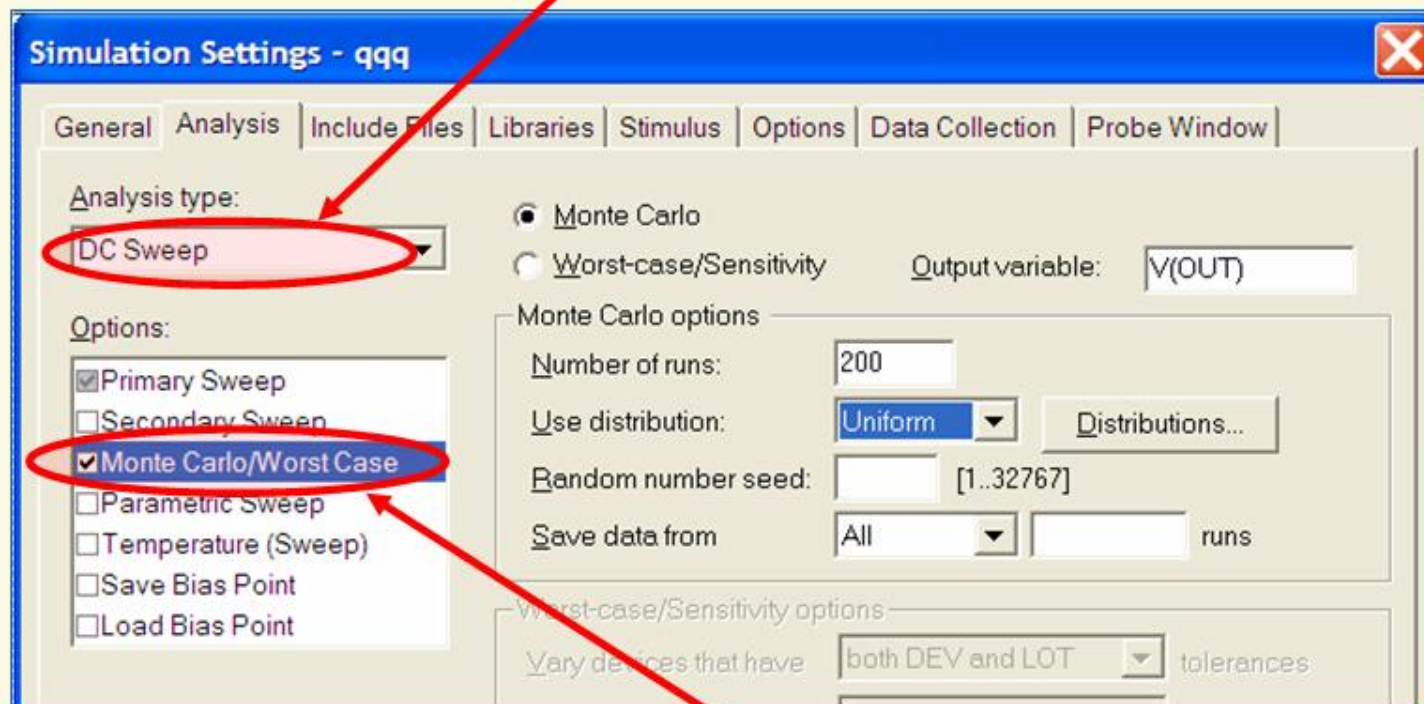 Simulation Settings - qqq
General Analysis Include Files Libraries Stimulus Options Data Collection Probe Window
Analysis type:
DC Sweep
Options:
Primary Sweep
Secondary Sweep
Monte Carlo/Worst Case
Parametric Sweep
Temperature (Sweep)
Save Bias Point
Load Bias Point
Monte Carlo
Worst-case/Sensitivity Output variable: V(OUT)
Monte Carlo options
Number of runs: 200
Use distribution: Uniform Distributions...
Random number seed: [1..32767]
Save data from All runs
Worst-case/Sensitivity options
Vary devices that have both DEV and LOT tolerances